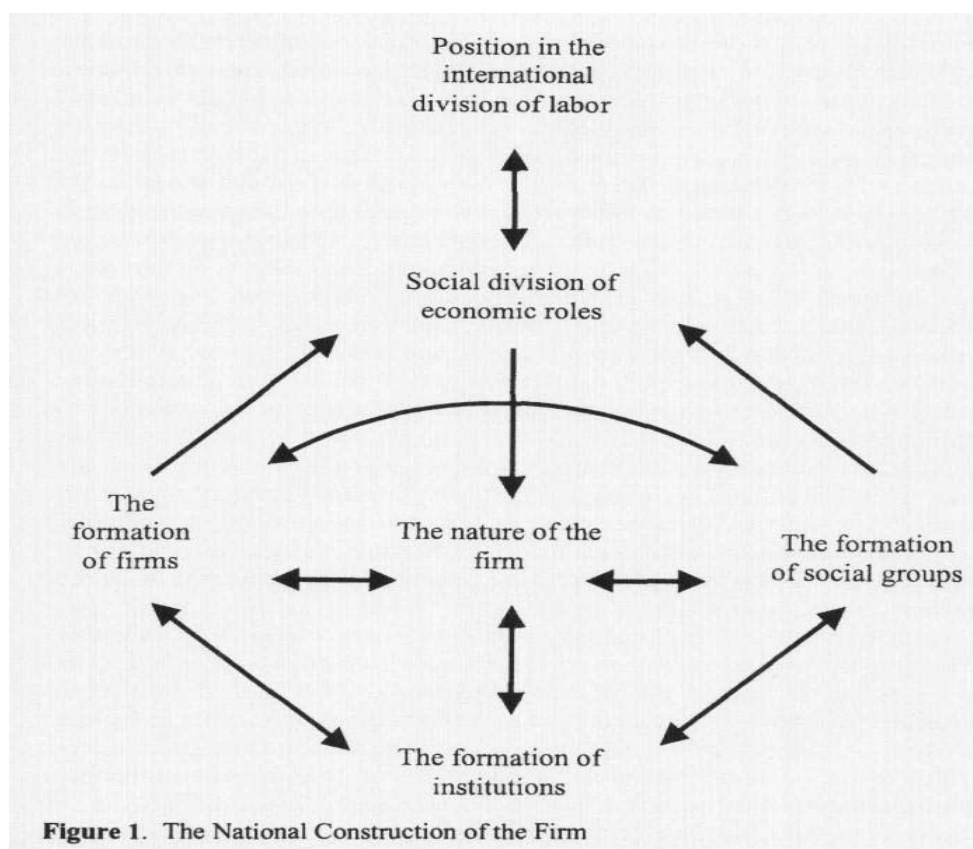 Position in the
international
division of labor
Social division of
economic roles
The
formation
of firms
The nature of the
firm
The formation
of social groups
The formation of
institutions
Figure 1. The National Construction of the Firm